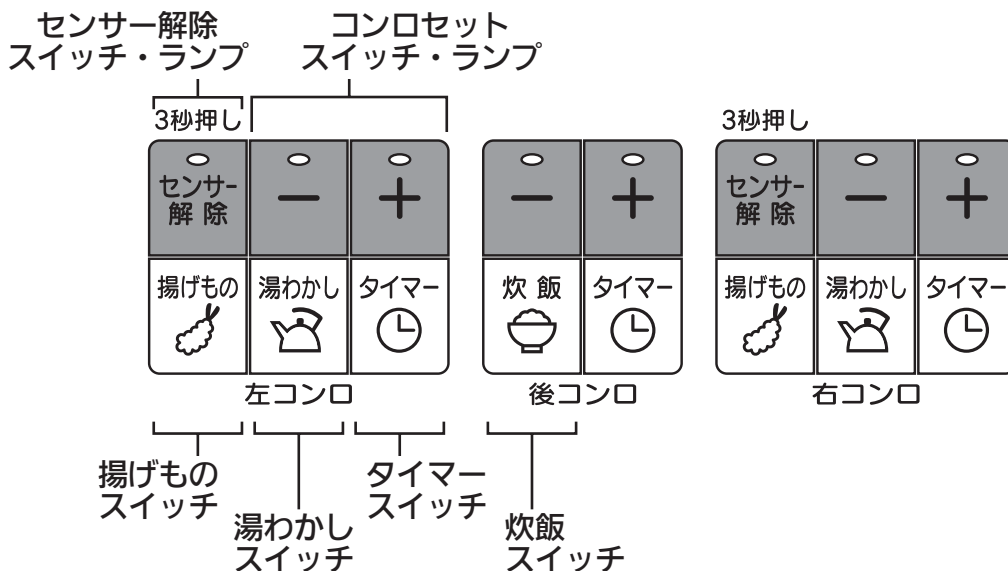 センサー解除
スイッチ・ランプ
コンロセット
スイッチ・ランプ
3秒押し
3秒押し
センサー
解除
－
＋
－
＋
センサー
解除
－
＋
揚げもの
湯わかし
タイマー
炊飯
タイマー
揚げもの
湯わかし
タイマー
左コンロ
後コンロ
右コンロ
揚げもの
スイッチ
湯わかし
スイッチ
タイマー
スイッチ
炊飯
スイッチ